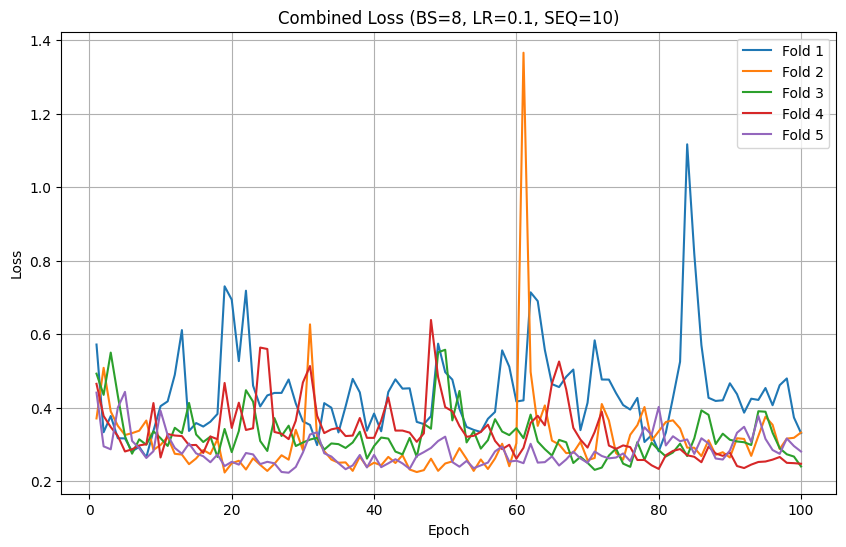 Combined Loss (BS=8, LR=0.1, SEQ=10)
Loss
1.4
1.2
1.0
0.8
0.6
0.4
0.2
Fold 1
Fold 2
Fold 3
Fold 4
Fold 5
0 20 40 60 80 100
Epoch